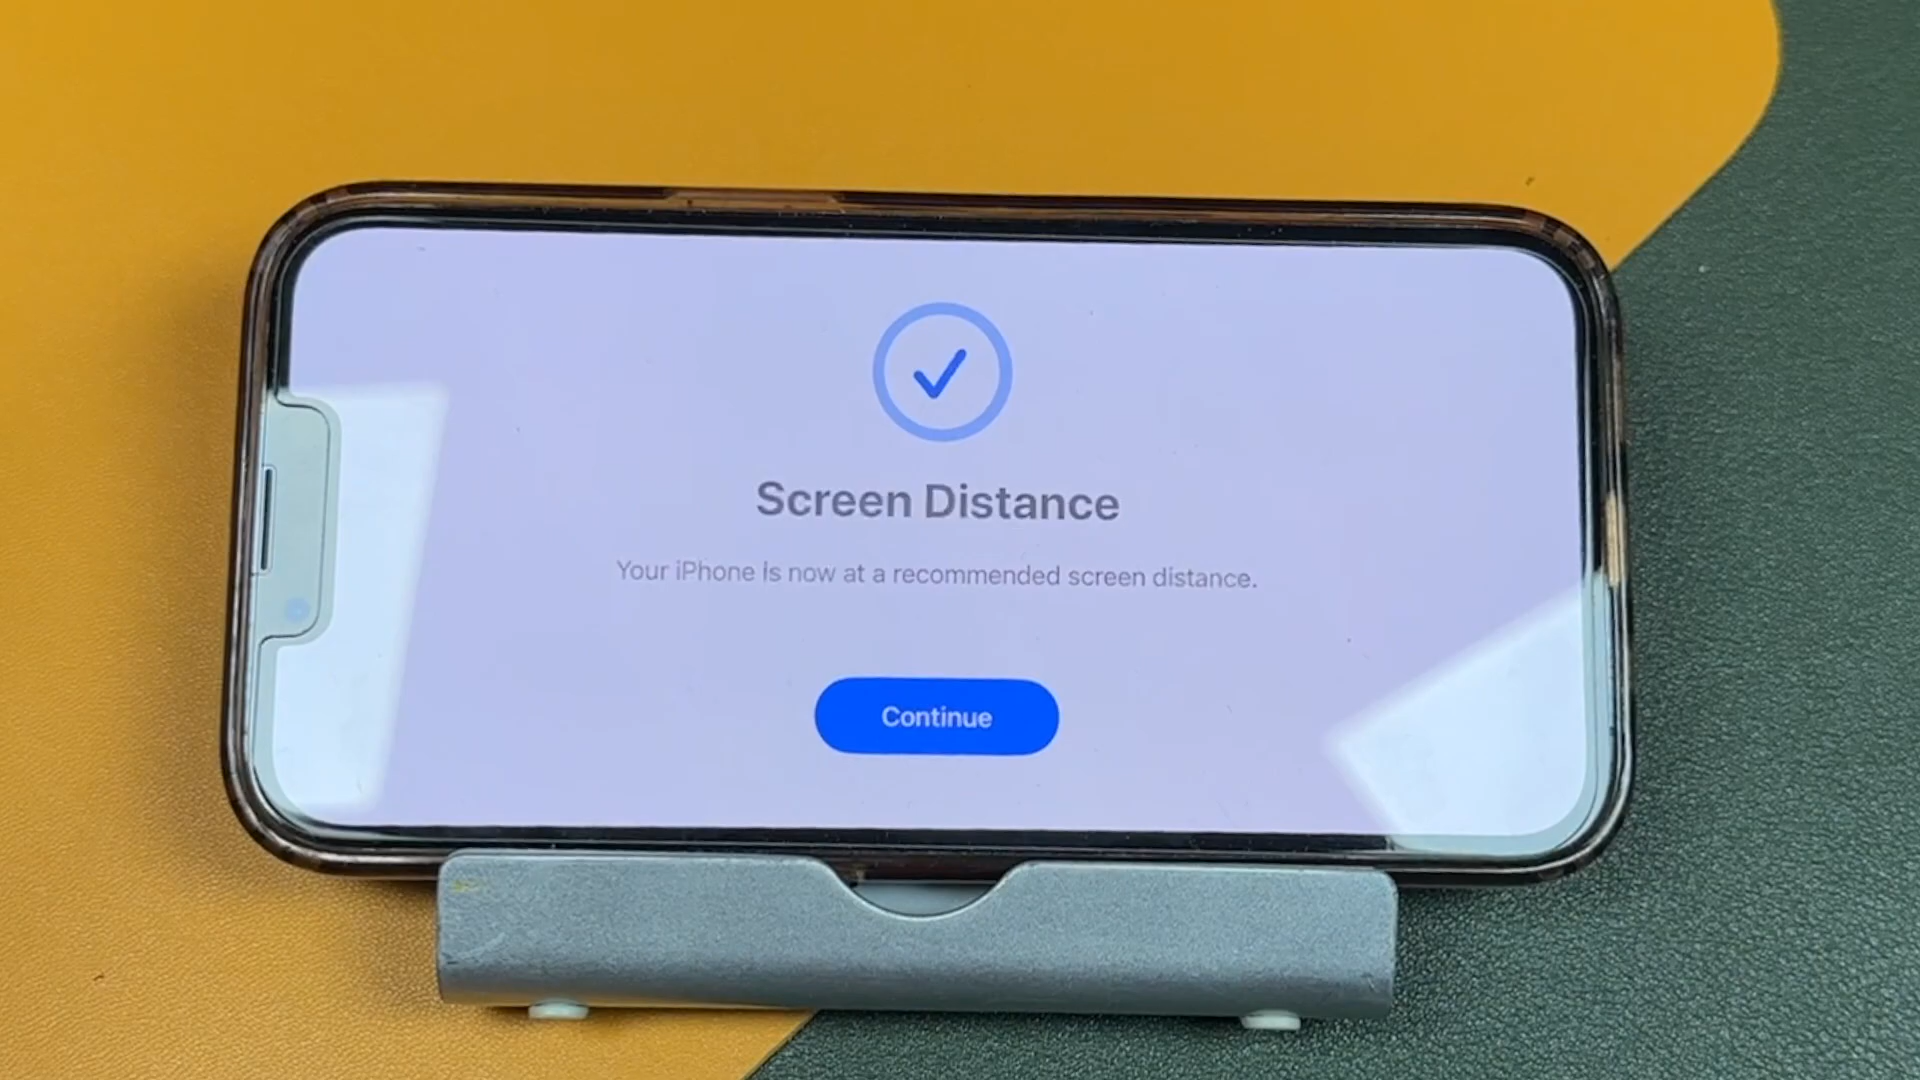 Screen Distance
Your iPhone is now at a recommended screen distance.
Continue